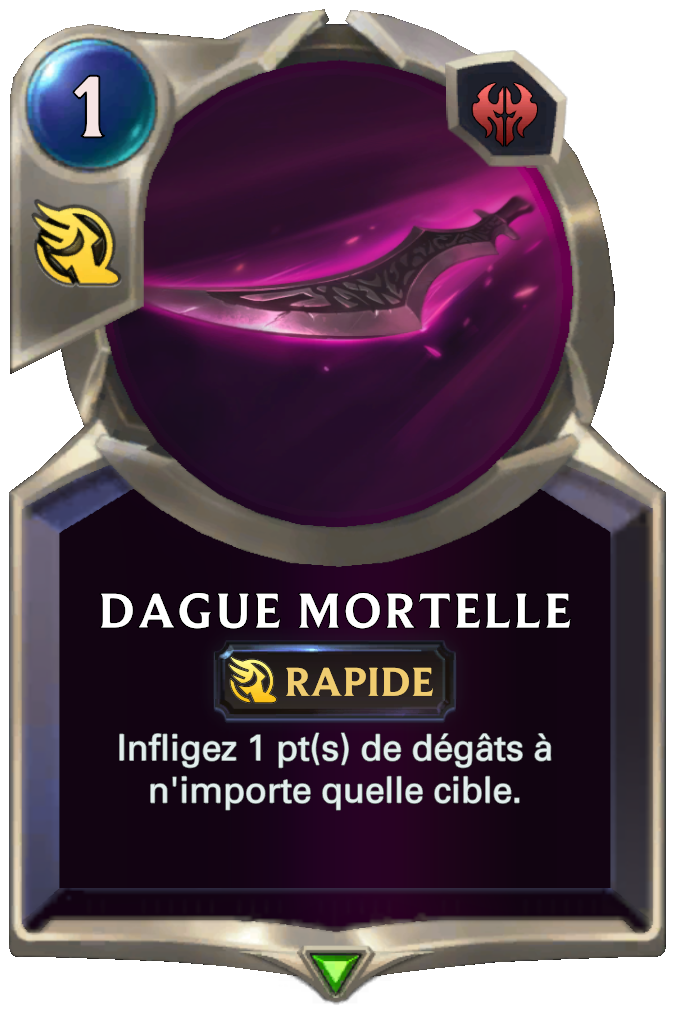 1
DAGUE MORTELLE
RAPIDE
Infligez 1 pt(s) de dégâts à
n'importe quelle cible.